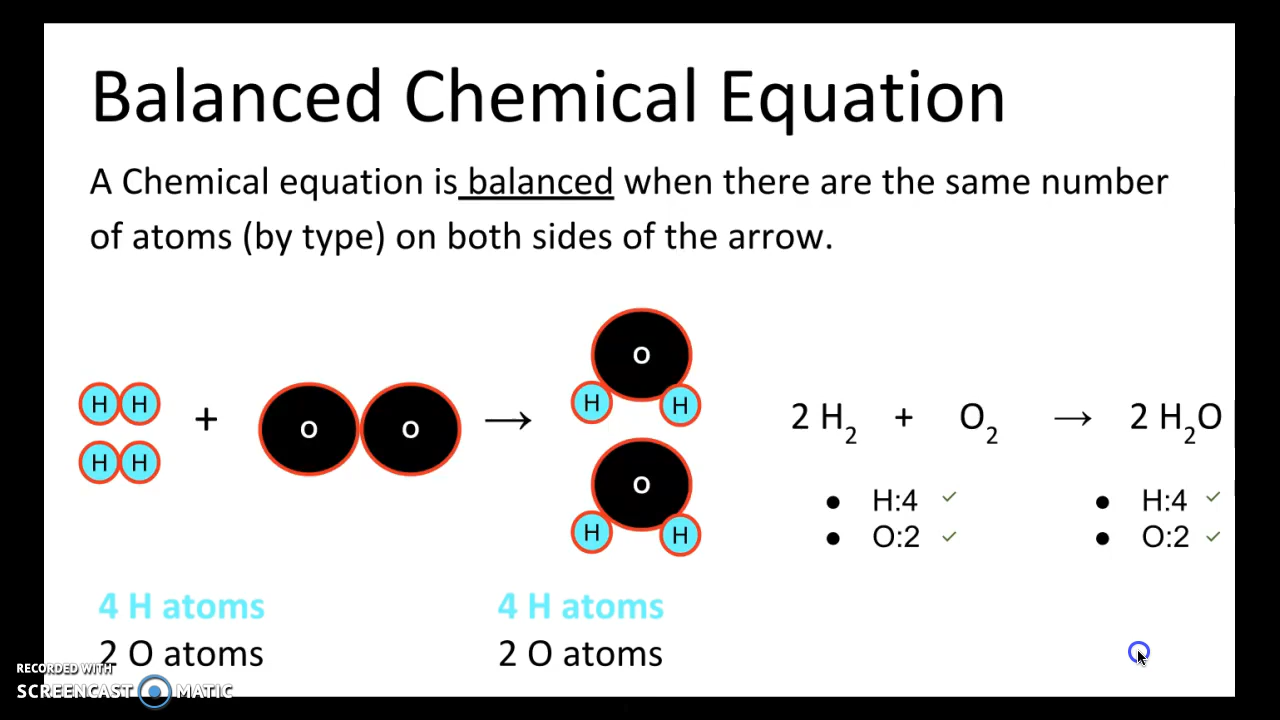 Balanced Chemical Equation
A Chemical equation is balanced when there are the same number
of atoms (by type) on both sides of the arrow.
O
H H
H H
H H + O O → 2 H₂ + O₂ → 2 H₂O
H H
O
H H
• H:4 ✓ • H:4 ✓
• O:2 ✓ • O:2 ✓
4 H atoms 4 H atoms
2 O atoms 2 O atoms
RECORDED WITH
SCREENCAST MATIC